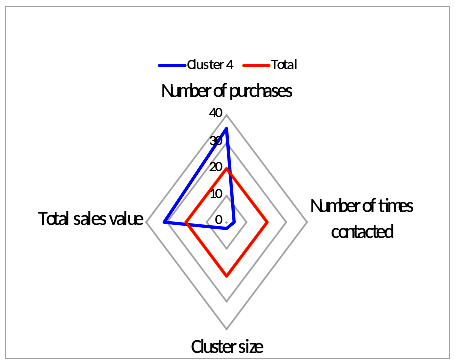 Cluster 4 Total
Number of purchases
40
30
20
10
0
Total sales value
Number of times
contacted
Cluster size